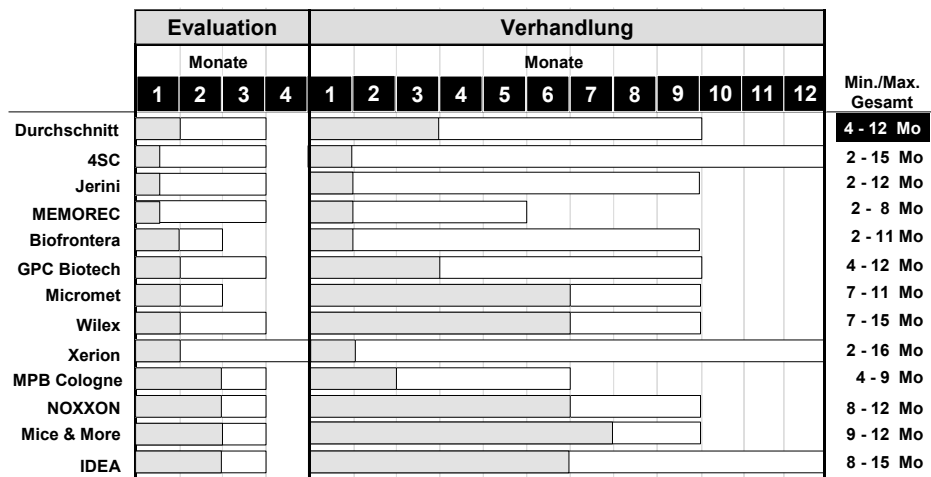 Evaluation Verhandlung
Monate Monate
1 2 3 4 1 2 3 4 5 6 7 8 9 10 11 12 Min./Max. Gesamt
Durchschnitt 4 - 12 Mo
4SC 2 - 15 Mo
Jerini 2 - 12 Mo
MEMOREC 2 - 8 Mo
Biofrontera 2 - 11 Mo
GPC Biotech 4 - 12 Mo
Micromet 7 - 11 Mo
Wilex 7 - 15 Mo
Xerion 2 - 16 Mo
MPB Cologne 4 - 9 Mo
NOXXON 8 - 12 Mo
Mice & More 9 - 12 Mo
IDEA 8 - 15 Mo